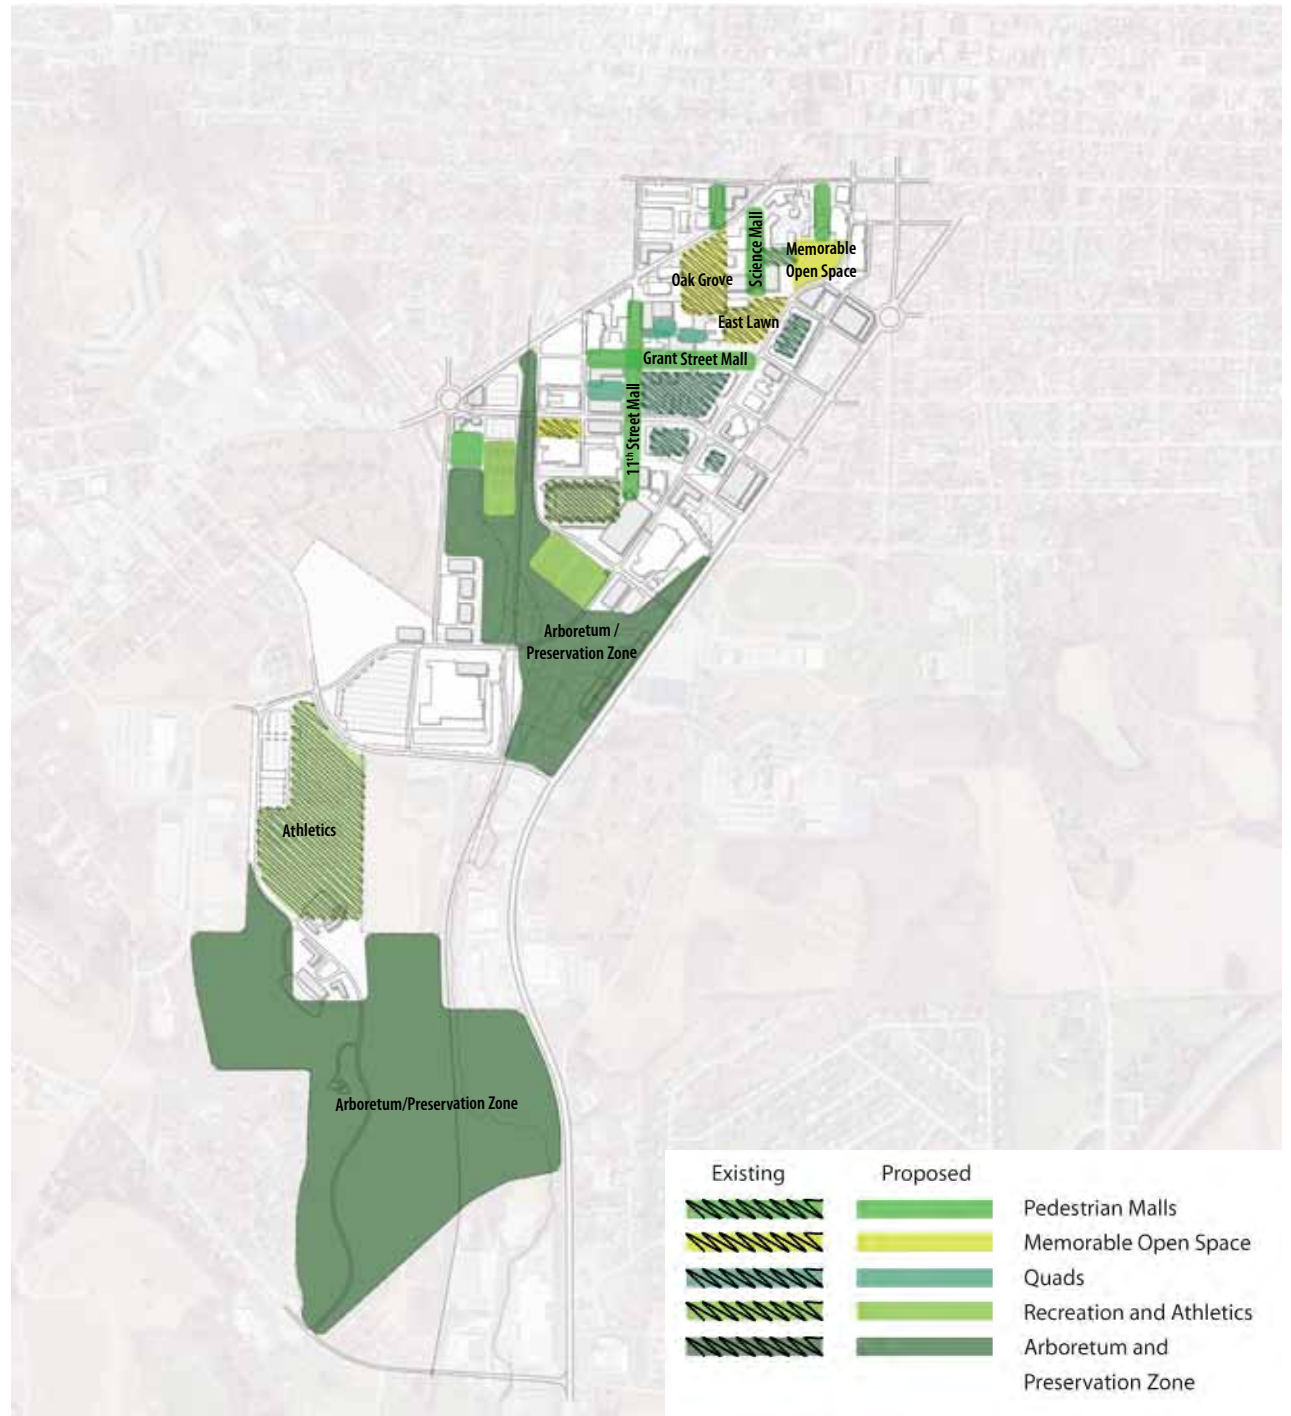 Science Mall
Memorable
Open Space
Oak Grove
East Lawn
Grant Street Mall
11th Street Mall
Arboretum /
Preservation Zone
Athletics
Arboretum/Preservation Zone
Existing Proposed
Pedestrian Malls
Memorable Open Space
Quads
Recreation and Athletics
Arboretum and
Preservation Zone